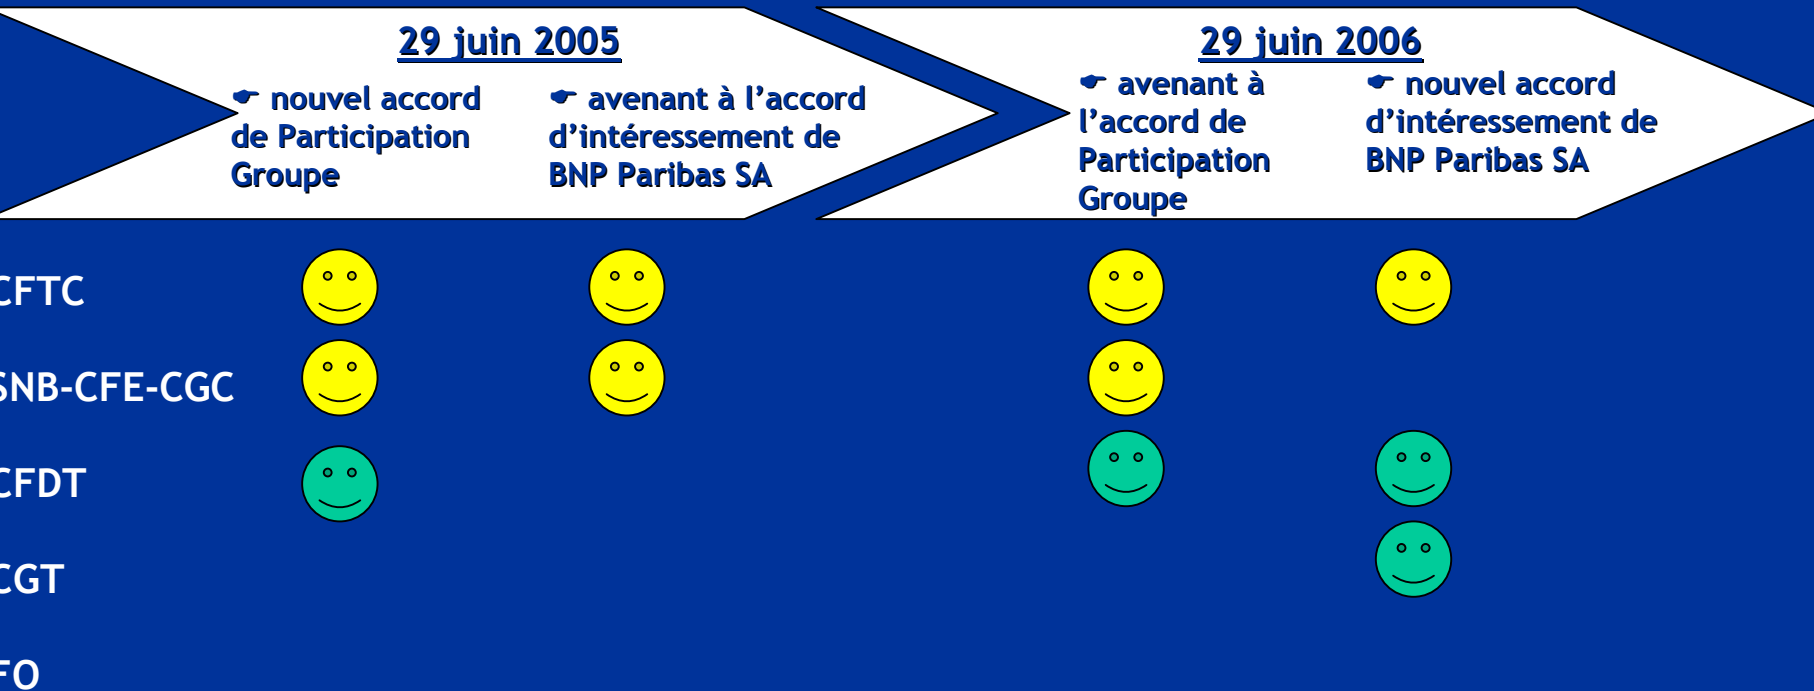 29 juin 2005
☛ nouvel accord
de Participation
Groupe
☛ avenant à l’accord
d’intéressement de
BNP Paribas SA
29 juin 2006
☛ avenant à
l’accord de
Participation
Groupe
☛ nouvel accord
d’intéressement de
BNP Paribas SA
CFTC
SNB-CFE-CGC
CFDT
CGT
FO